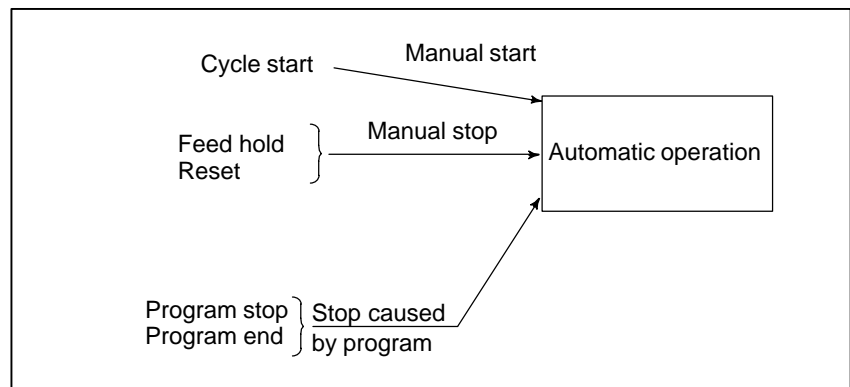 Manual start
Cycle start
Manual stop
Feed hold
Reset
Automatic operation
Program stop
Program end
Stop caused
by program